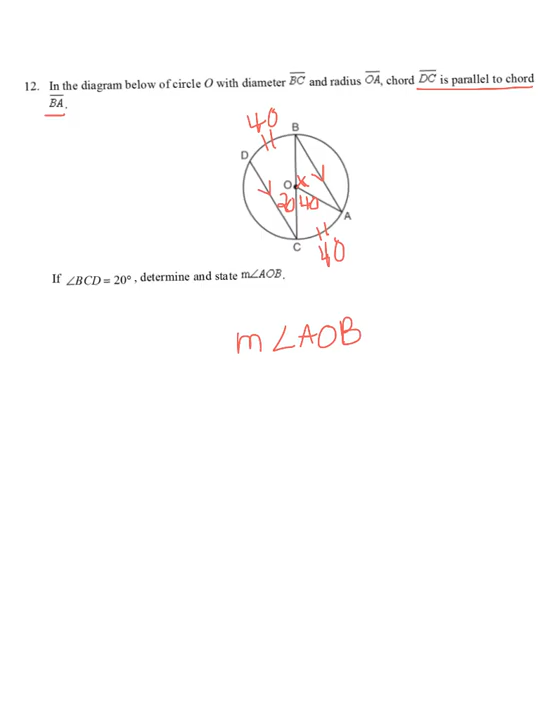 12. In the diagram below of circle O with diameter BC and radius OA, chord DC is parallel to chord
BA.
40
B
D
O x
20 40
A
C
40
If ∠BCD = 20°, determine and state m∠AOB.
m∠AOB